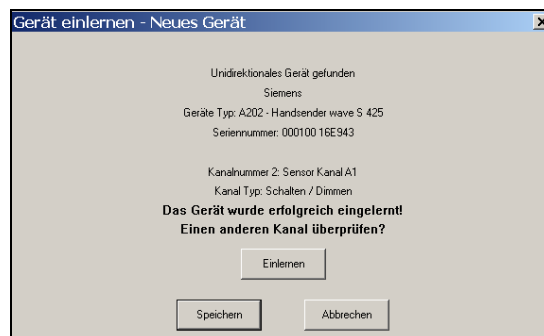 Gerät einlernen - Neues Gerät
Unidirektionales Gerät gefunden
Siemens
Geräte Typ: A202 - Handsender wave S 425
Seriennummer: 000100 16E943
Kanalnummer 2: Sensor Kanal A1
Kanal Typ: Schalten / Dimmen
Das Gerät wurde erfolgreich eingelernt!
Einen anderen Kanal überprüfen?
Einlernen
Speichern Abbrechen